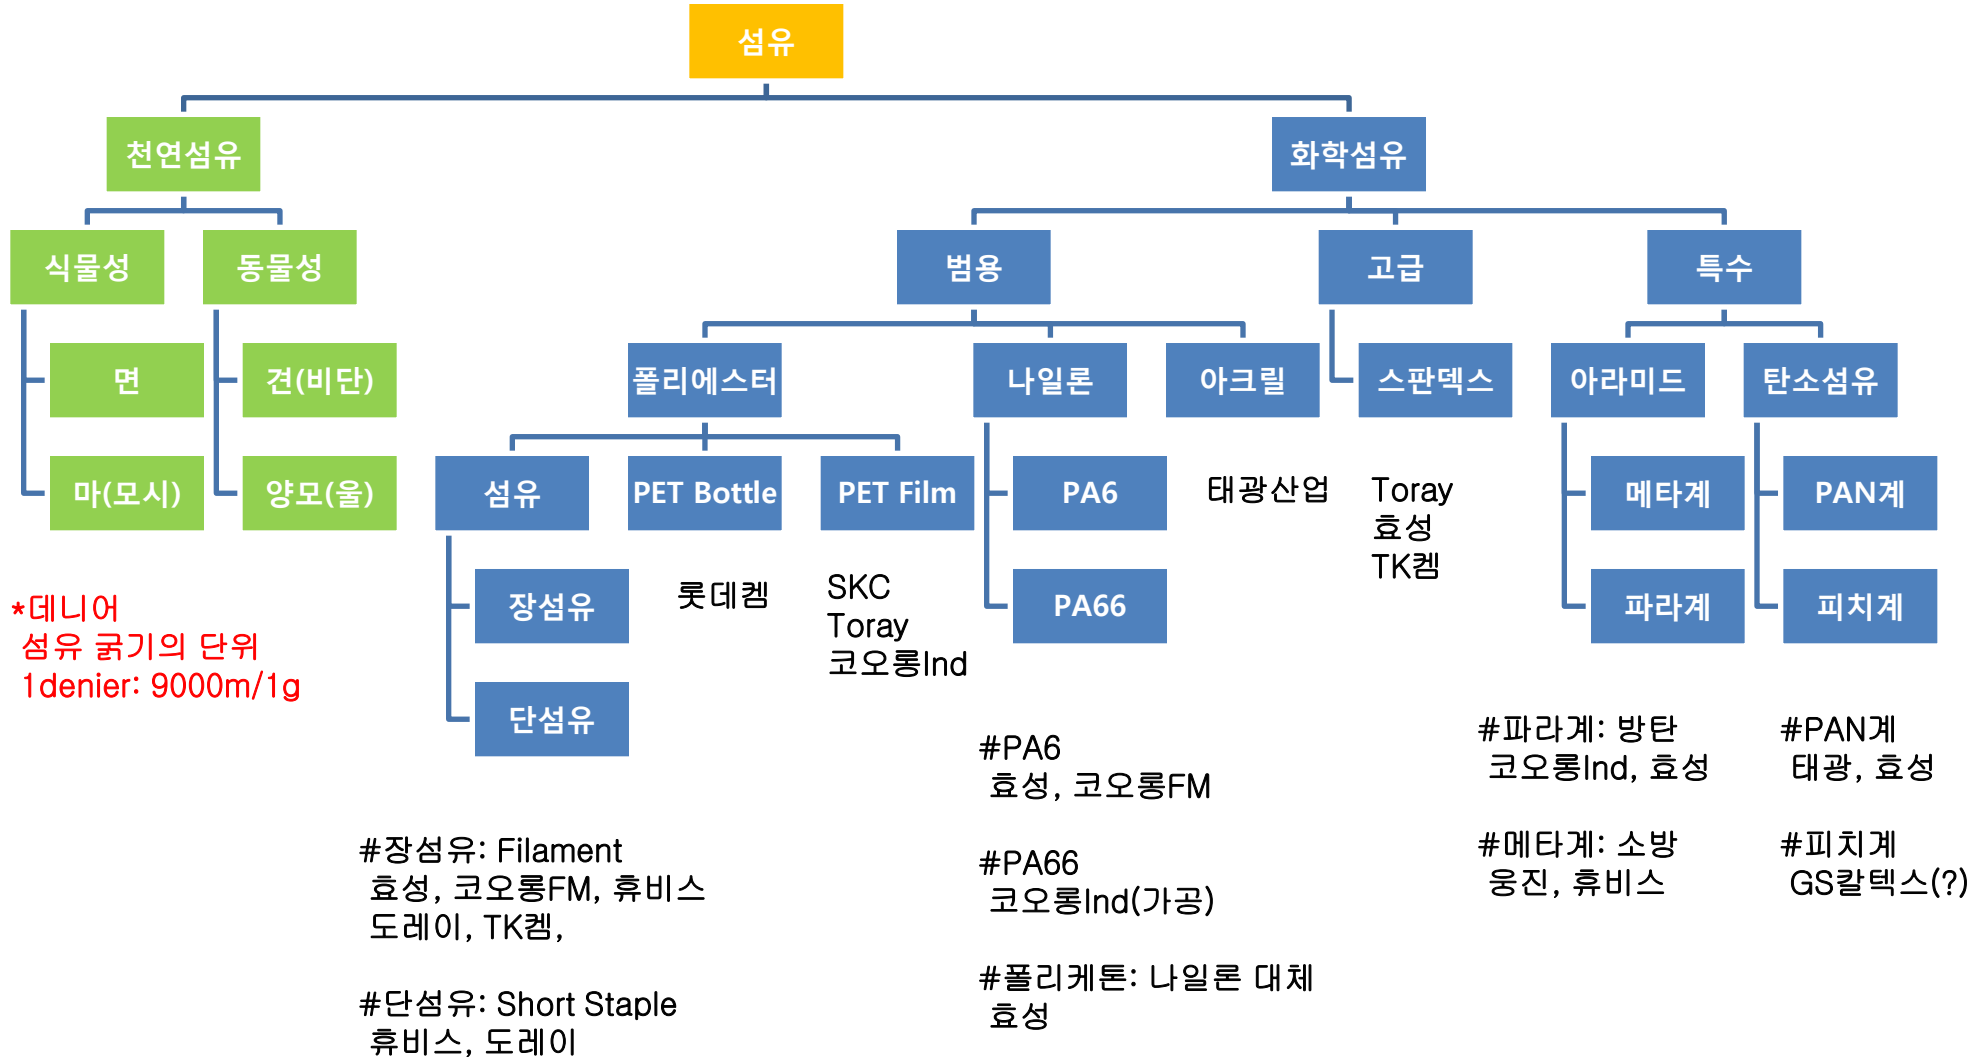 섬유
천연섬유
화학섬유
식물성
동물성
범용
고급
특수
면
견(비단)
폴리에스터
나일론
아크릴
스판덱스
아라미드
탄소섬유
마(모시)
양모(울)
섬유
PET Bottle
PET Film
PA6
태광산업
Toray
효성
TK켐
메타계
PAN계
장섬유
롯데켐
SKC
Toray
코오롱Ind
PA66
파라계
피치계
단섬유
*데니어
섬유 굵기의 단위
1denier: 9000m/1g
#장섬유: Filament
효성, 코오롱FM, 휴비스
도레이, TK켐,
#단섬유: Short Staple
휴비스, 도레이
#PA6
효성, 코오롱FM
#PA66
코오롱Ind(가공)
#폴리케톤: 나일론 대체
효성
#파라계: 방탄
코오롱Ind, 효성
#메타계: 소방
웅진, 휴비스
#PAN계
태광, 효성
#피치계
GS칼텍스(?)